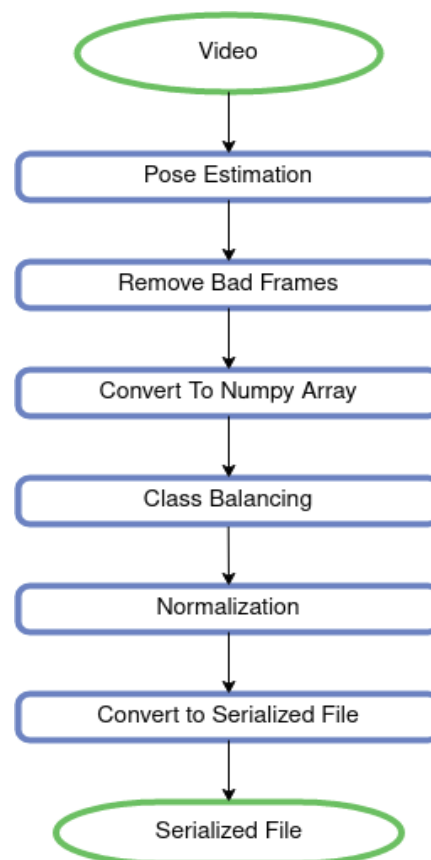 Video
Pose Estimation
Remove Bad Frames
Convert To Numpy Array
Class Balancing
Normalization
Convert to Serialized File
Serialized File